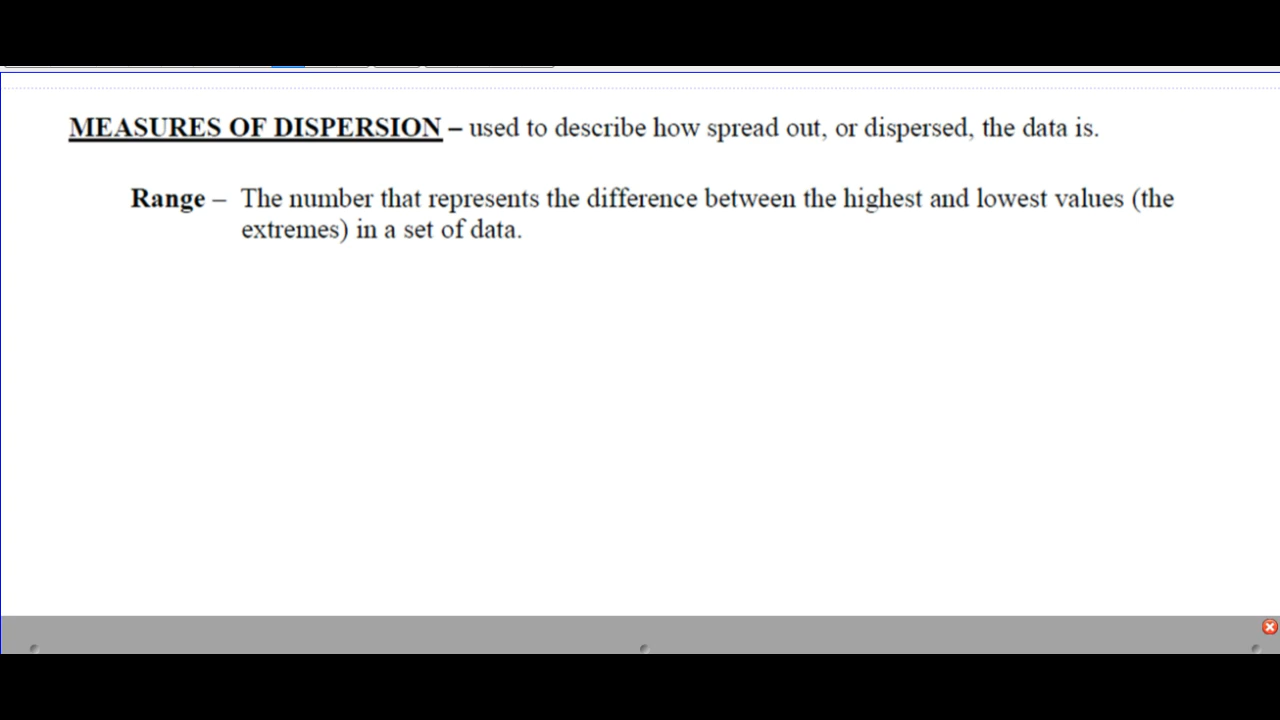 MEASURES OF DISPERSION – used to describe how spread out, or dispersed, the data is.
Range – The number that represents the difference between the highest and lowest values (the
extremes) in a set of data.